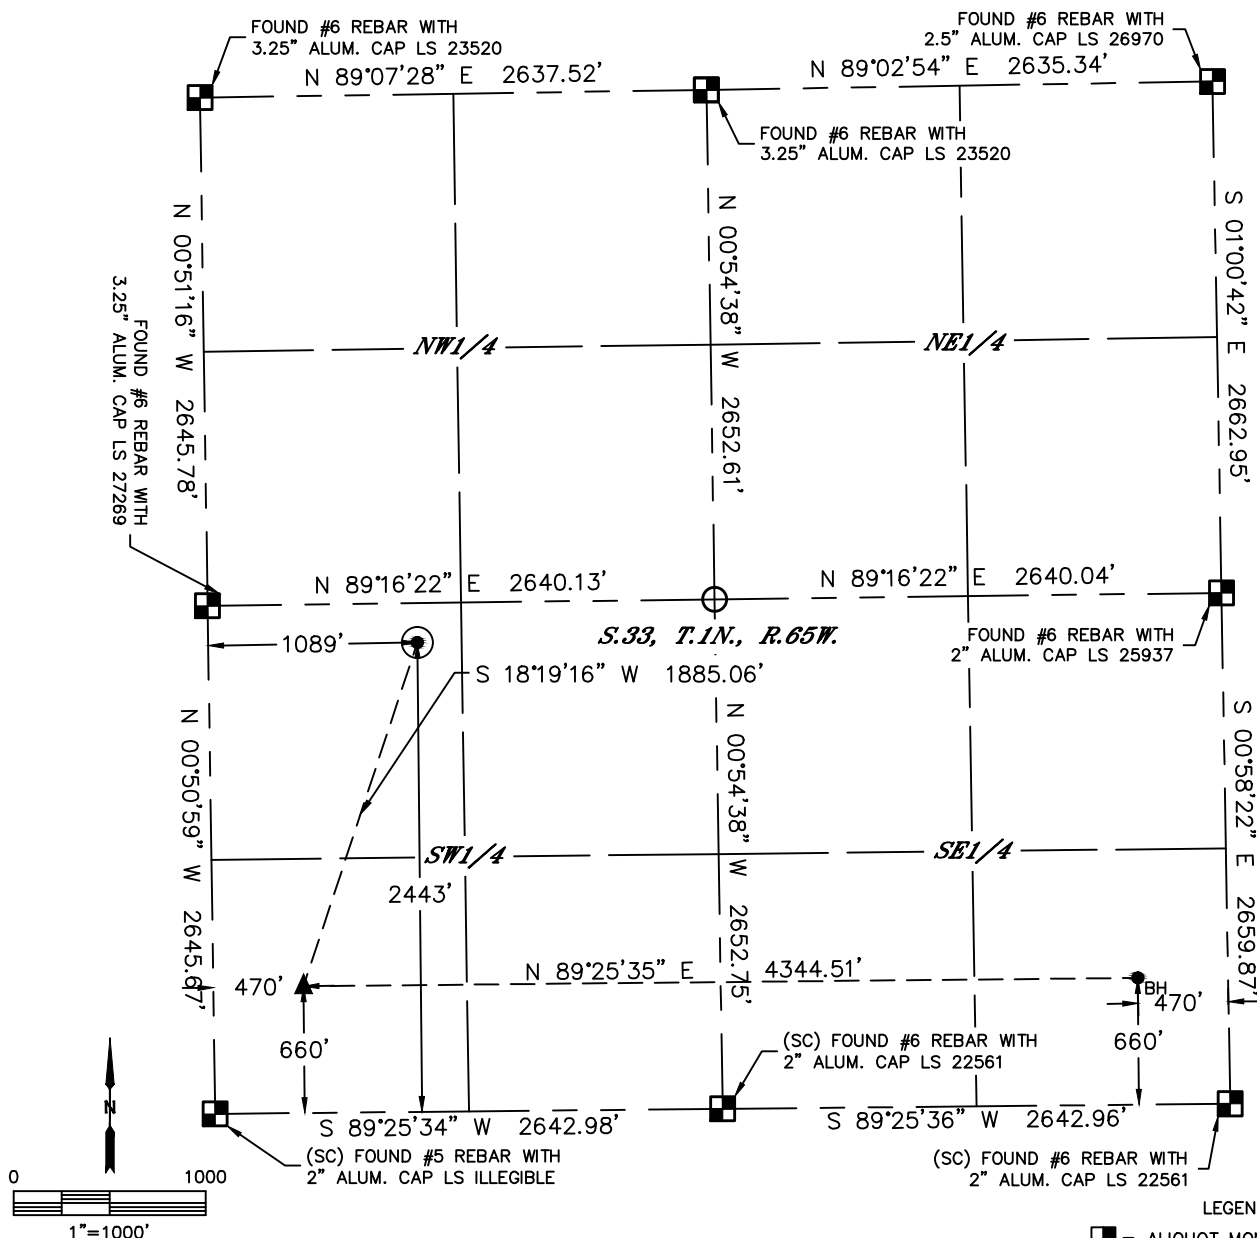 FOUND #6 REBAR WITH
3.25" ALUM. CAP LS 23520
FOUND #6 REBAR WITH
2.5" ALUM. CAP LS 26970
N 89°07'28" E 2637.52'
N 89°02'54" E 2635.34'
FOUND #6 REBAR WITH
3.25" ALUM. CAP LS 23520
N 00°51'16" W 2645.78'
N 00°54'38" W 2652.61'
S 01°00'42" E 2662.95'
FOUND #6 REBAR WITH
3.25" ALUM. CAP LS 27269
NW1/4
NE1/4
N 89°16'22" E 2640.13'
N 89°16'22" E 2640.04'
S.33, T.1N., R.65W.
FOUND #6 REBAR WITH
2" ALUM. CAP LS 25937
1089'
S 18°19'16" W 1885.06'
N 00°50'59" W 2645.67'
N 00°54'38" W 2652.75'
S 00°58'22" E 2659.87'
SW1/4
SE1/4
2443'
N 89°25'35" E 4344.51'
470'
BH
470'
660'
660'
(SC) FOUND #6 REBAR WITH
2" ALUM. CAP LS 22561
N
S 89°25'34" W 2642.98'
S 89°25'36" W 2642.96'
(SC) FOUND #5 REBAR WITH
2" ALUM. CAP LS ILLEGIBLE
(SC) FOUND #6 REBAR WITH
2" ALUM. CAP LS 22561
0 1000
1"=1000'
LEGEN
= ALIQUOT MO